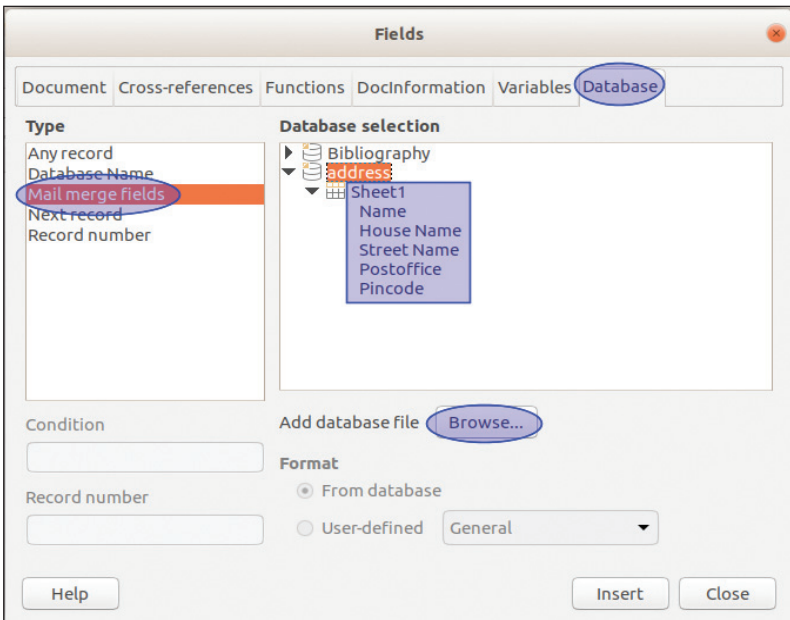 Fields
Document Cross-references Functions DocInformation Variables Database
Type
Any record
Database Name
Mail merge fields
Next record
Record number
Database selection
Bibliography
address
Sheet1
Name
House Name
Street Name
Postoffice
Pincode
Condition
Record number
Add database file Browse...
Format
From database
User-defined General
Help Insert Close